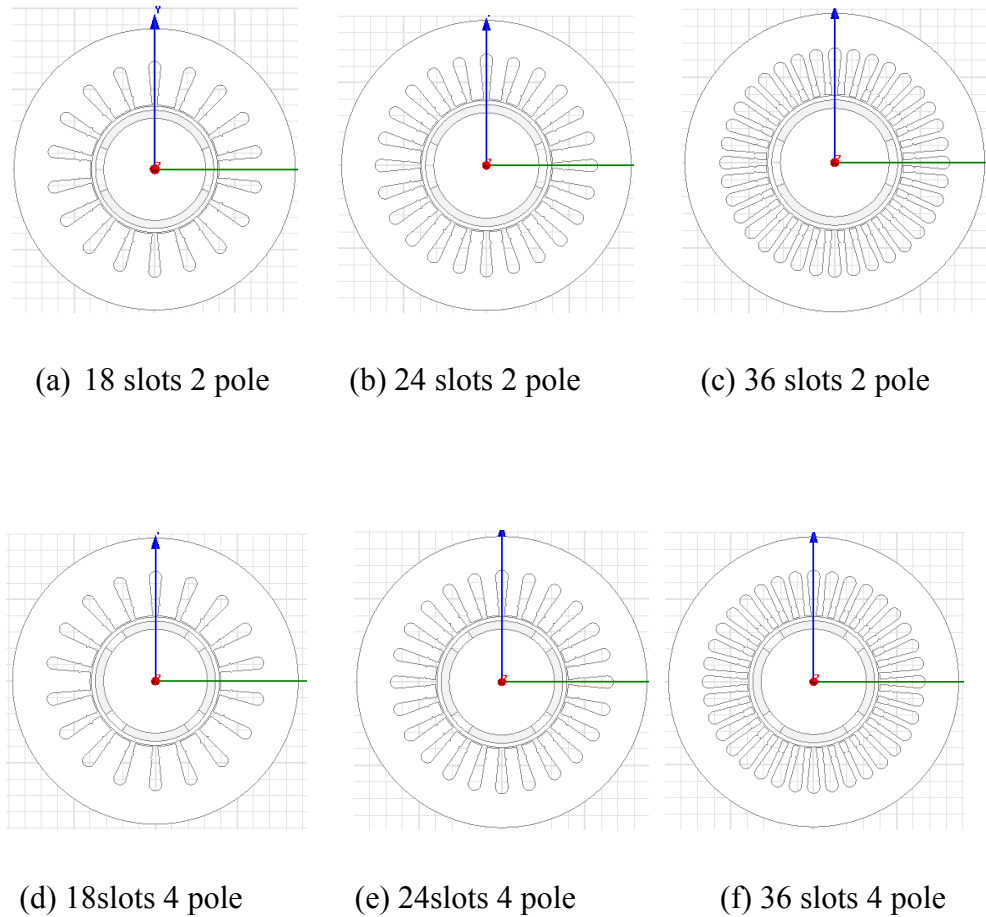 Y
Z
Z
Z
(a) 18 slots 2 pole
(b) 24 slots 2 pole
(c) 36 slots 2 pole
Z
Z
Z
(d) 18slots 4 pole
(e) 24slots 4 pole
(f) 36 slots 4 pole